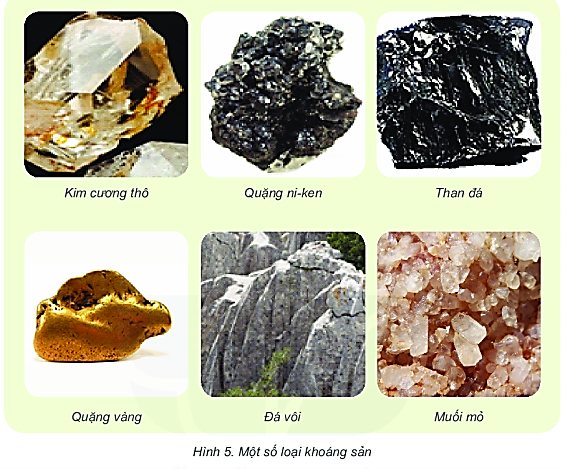 Kim cương thô
Quặng ni-ken
Than đá
Quặng vàng
Đá vôi
Muối mỏ
Hình 5. Một số loại khoáng sản